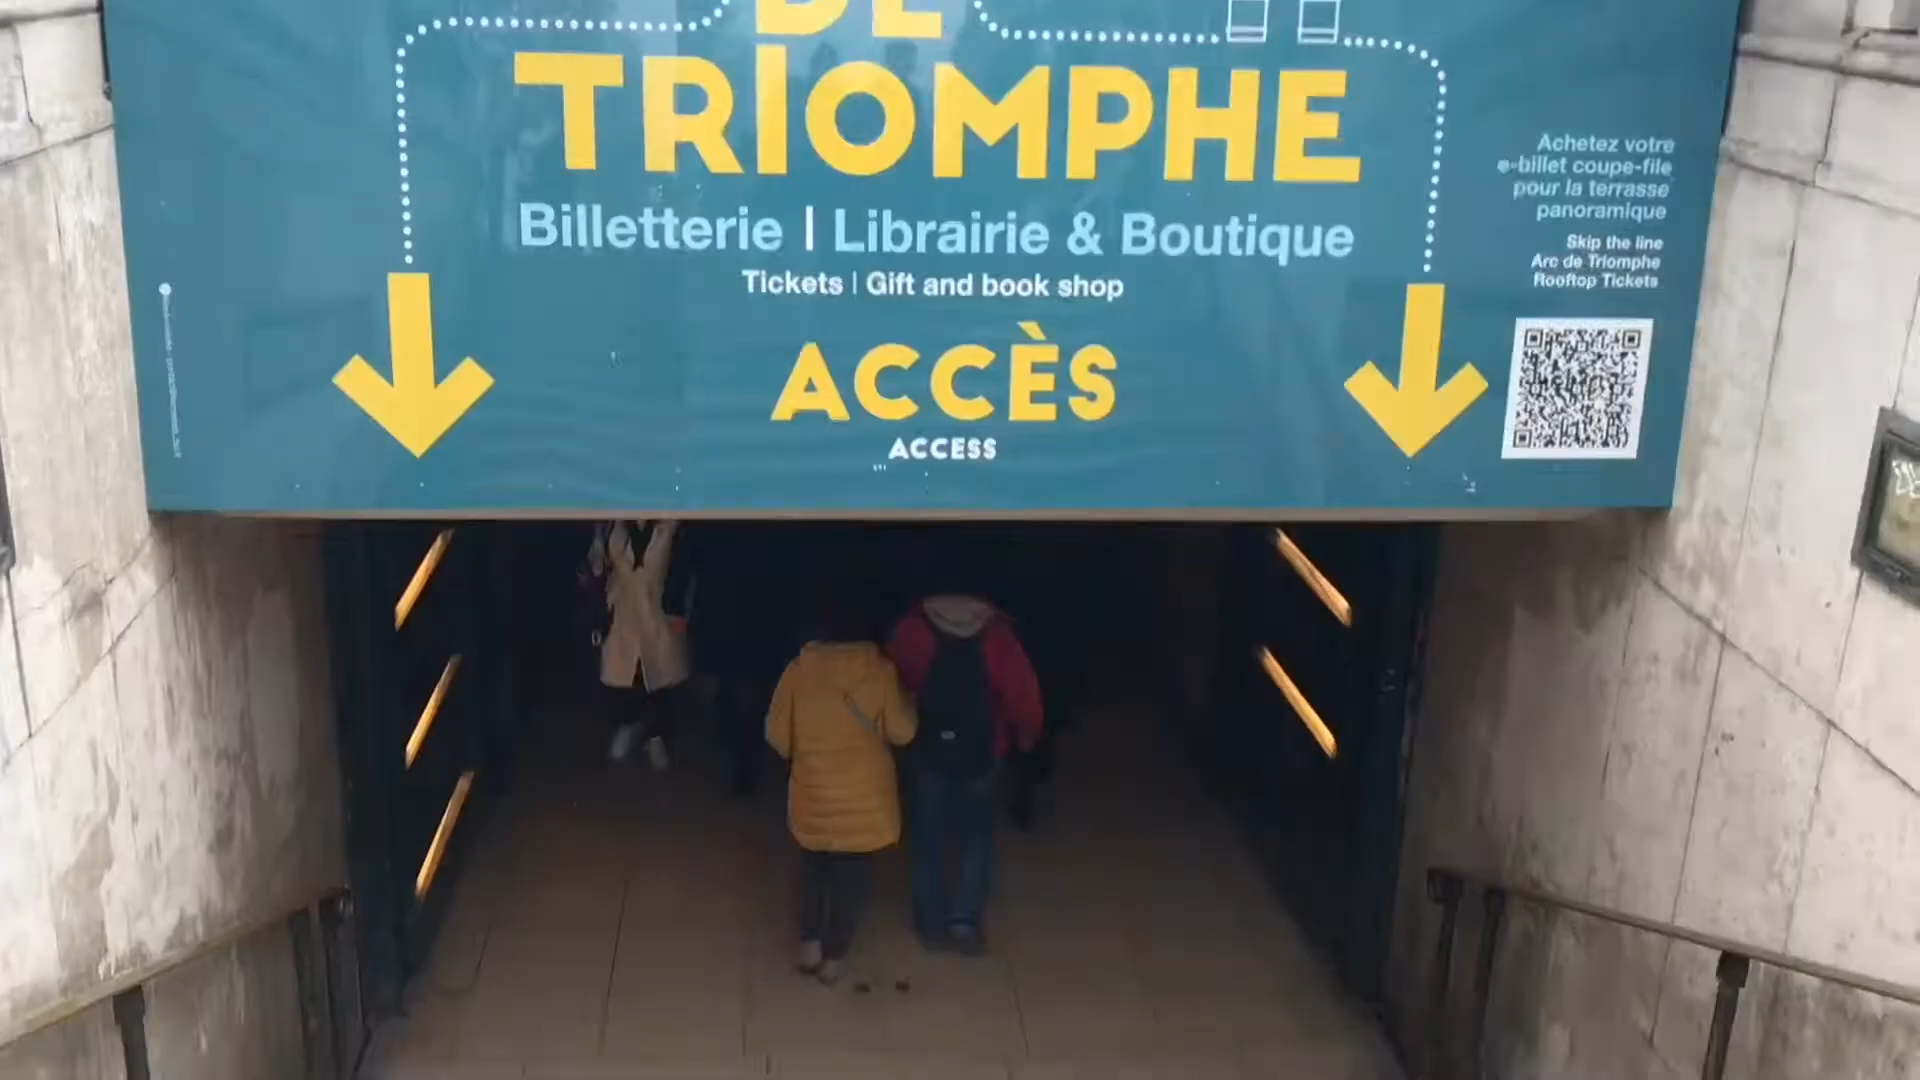 DE
TRIOMPHE
Billetterie | Librairie & Boutique
Tickets | Gift and book shop
ACCÈS
ACCESS
Achetez votre
e-billet coupe-file
pour la terrasse
panoramique
Skip the line
Arc de Triomphe
Rooftop Tickets